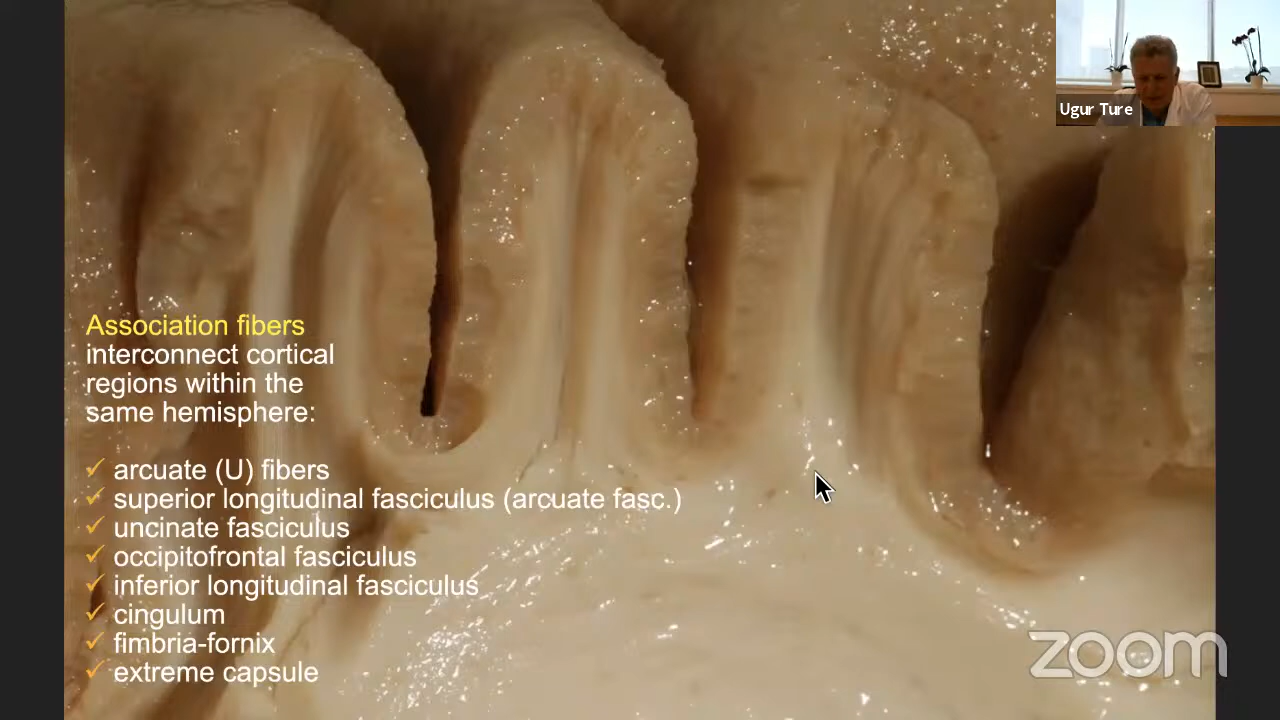 Ugur Ture
Association fibers
interconnect cortical
regions within the
same hemisphere:
✓ arcuate (U) fibers
✓ superior longitudinal fasciculus (arcuate fasc.)
✓ uncinate fasciculus
✓ occipitofrontal fasciculus
✓ inferior longitudinal fasciculus
✓ cingulum
✓ fimbria-fornix
✓ extreme capsule
zoom